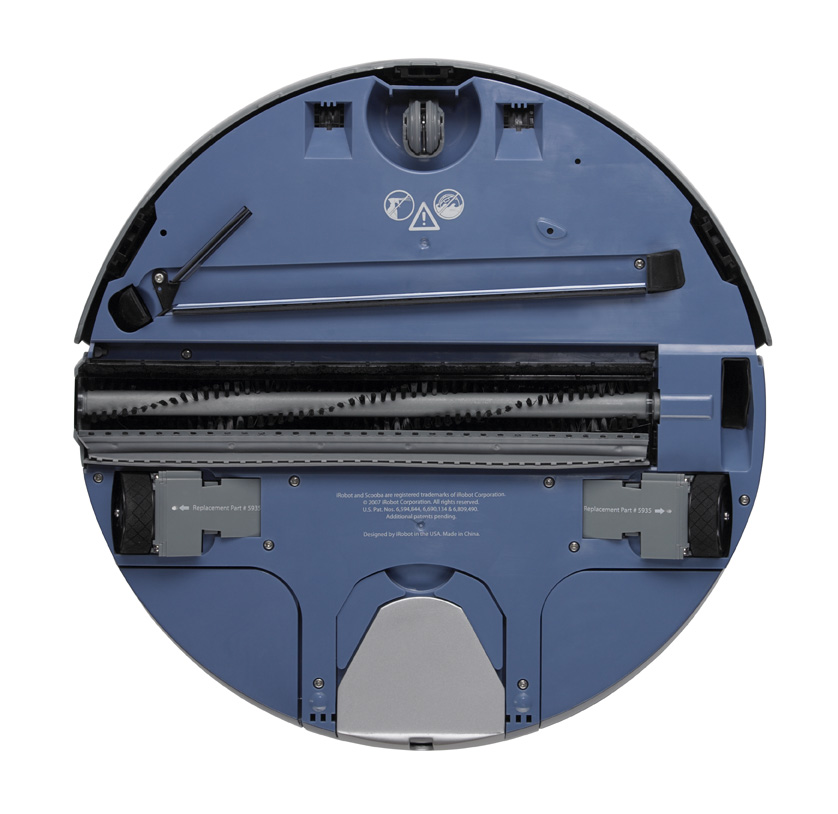 Replacement Part # 5935
Replacement Part # 5935
iRobot and Scooba are registered trademarks of iRobot Corporation.
© 2007 iRobot Corporation. All rights reserved.
U.S. Pat. Nos. 6,594,844, 6,690,134 & 6,809,490.
Additional patents pending.
Designed by iRobot in the USA. Made in China.